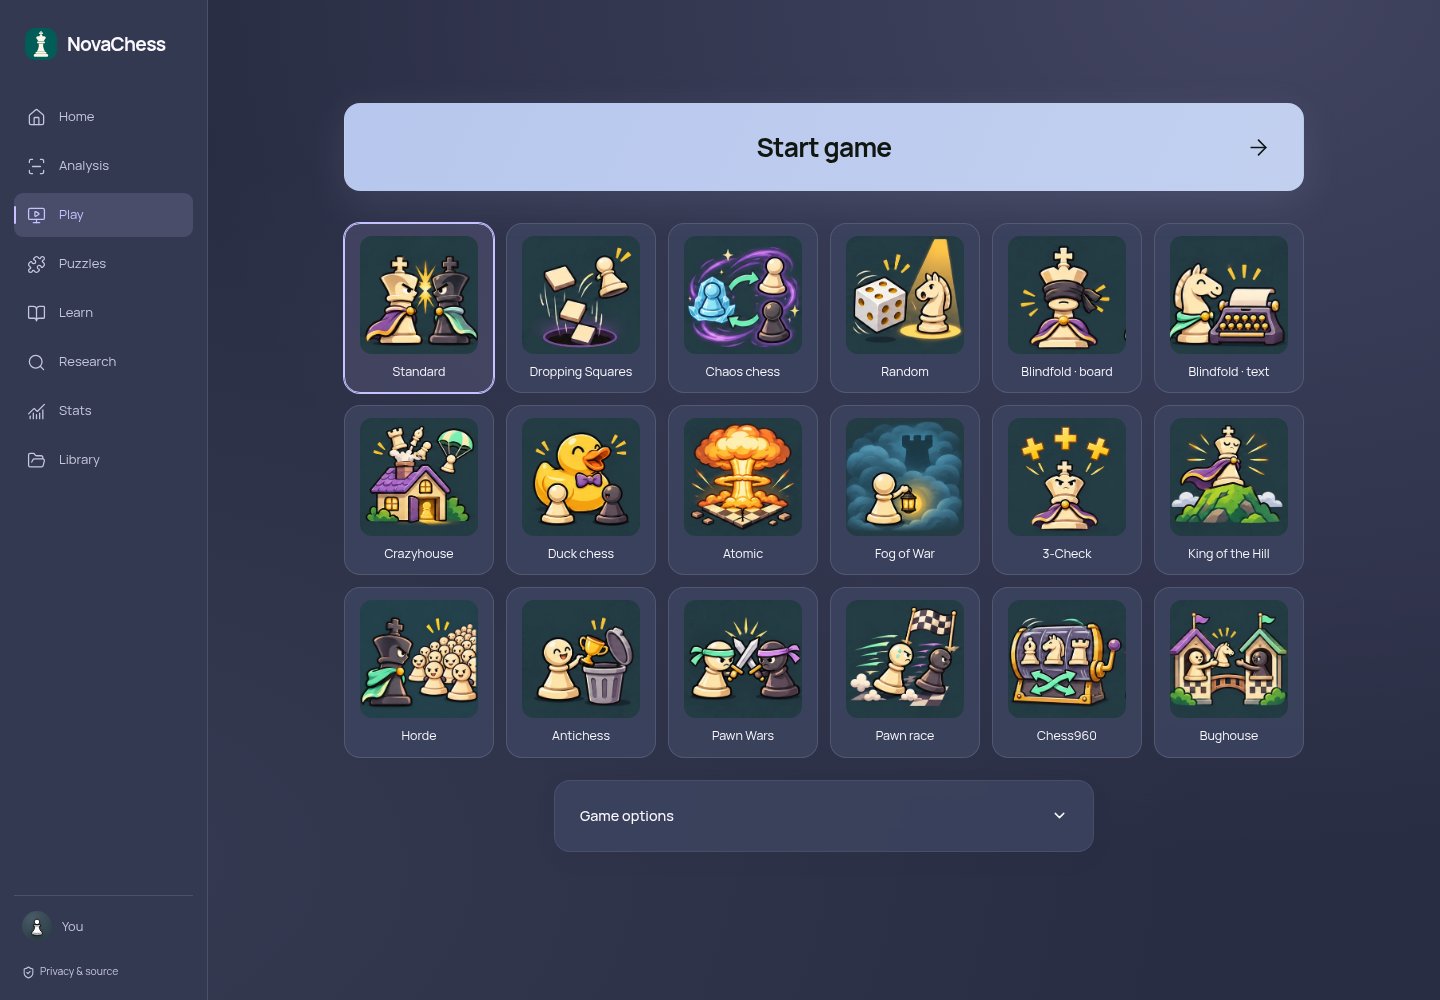 NovaChess
Home
Analysis
Play
Puzzles
Learn
Research
Stats
Library
You
Privacy & source
Start game
Standard
Dropping Squares
Chaos chess
Random
Blindfold · board
Blindfold · text
Crazyhouse
Duck chess
Atomic
Fog of War
3-Check
King of the Hill
Horde
Antichess
Pawn Wars
Pawn race
Chess960
Bughouse
Game options